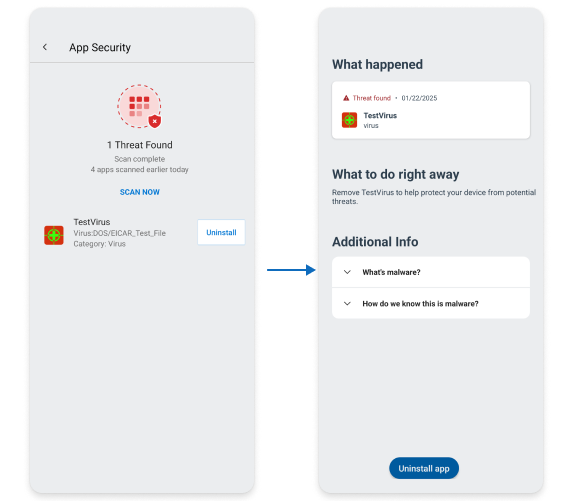 App Security
1 Threat Found
Scan complete
4 apps scanned earlier today
SCAN NOW
TestVirus
Virus:DOS/EICAR_Test_File
Category: Virus
Uninstall
What happened
Threat found • 01/22/2025
TestVirus
virus
What to do right away
Remove TestVirus to help protect your device from potential
threats.
Additional Info
What's malware?
How do we know this is malware?
Uninstall app